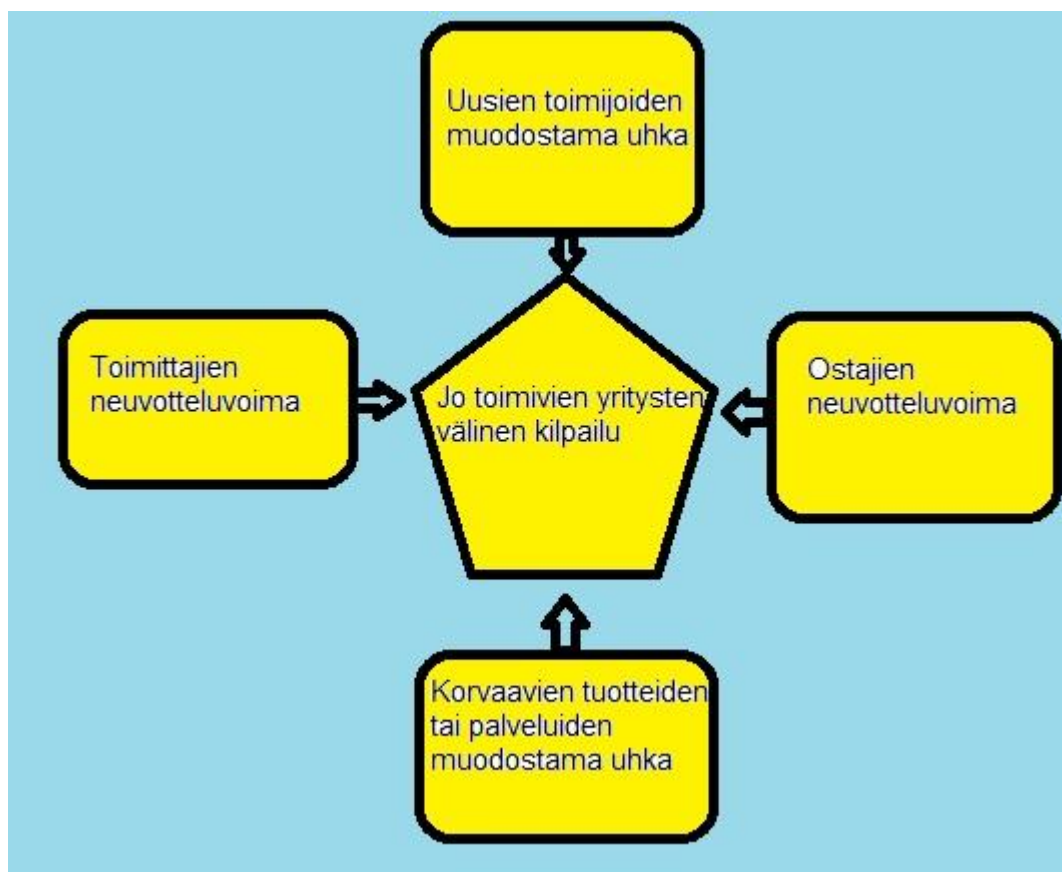 Uusien toimijoiden
muodostama uhka
Toimittajien
neuvotteluvoima
Jo toimivien yritysten
välinen kilpailu
Ostajien
neuvotteluvoima
Korvaavien tuotteiden
tai palveluiden
muodostama uhka